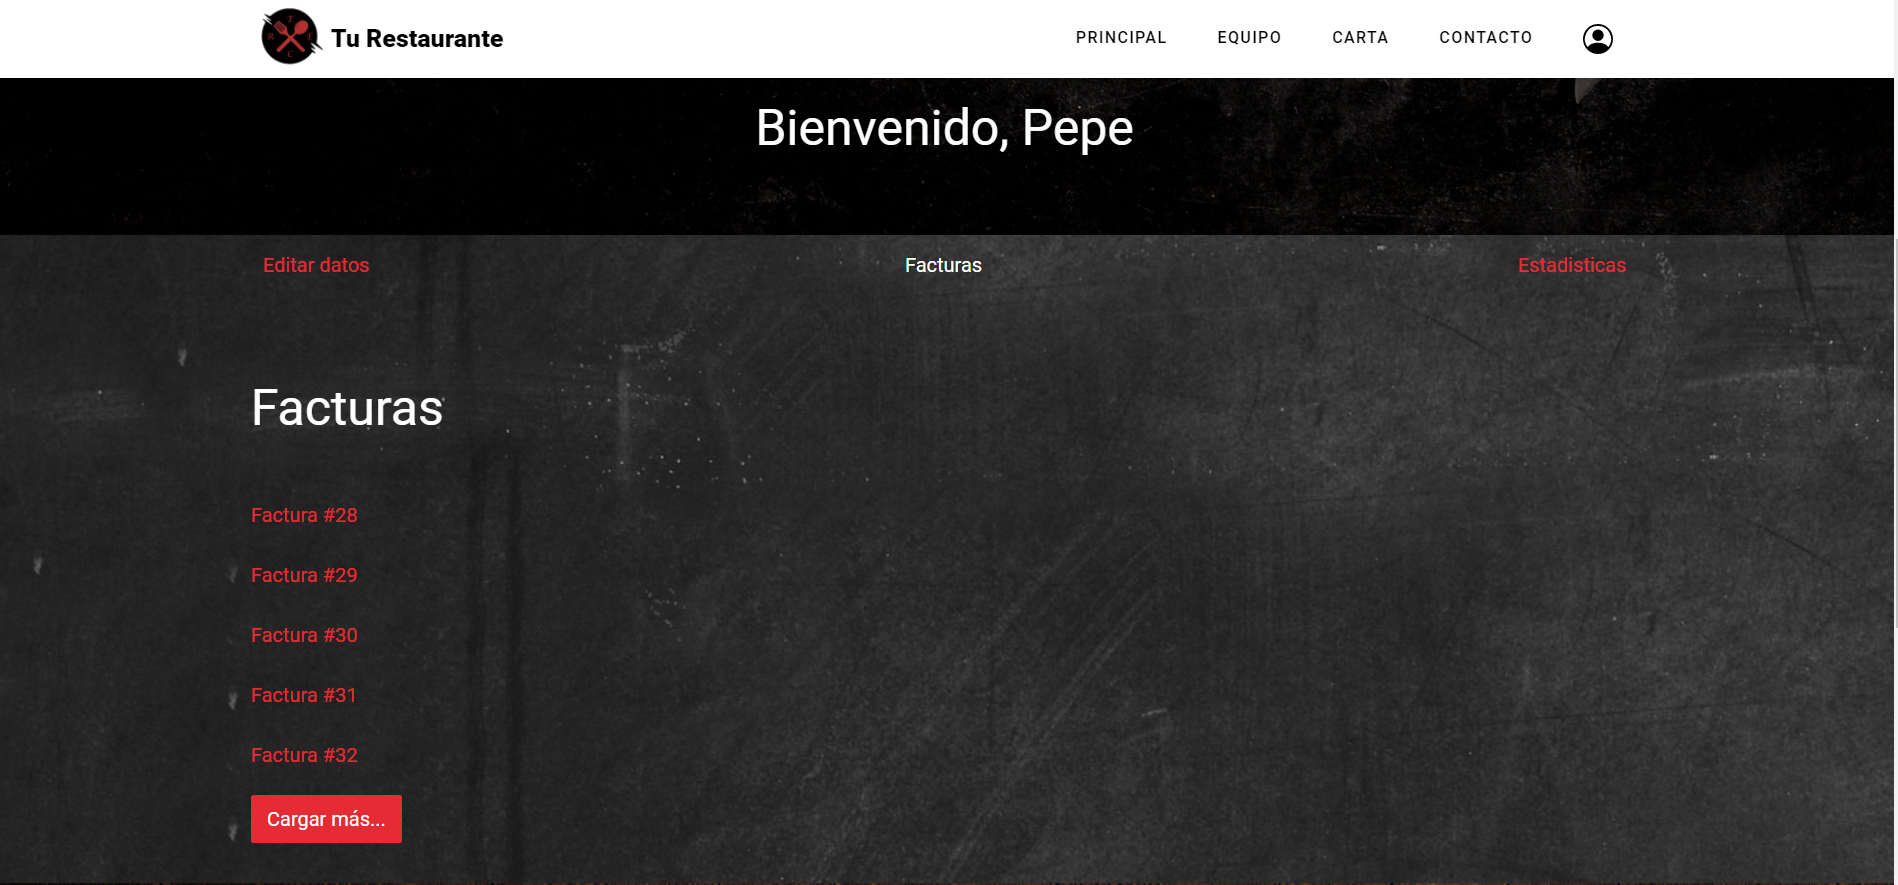 Tu Restaurante
PRINCIPAL EQUIPO CARTA CONTACTO
Bienvenido, Pepe
Editar datos Facturas Estadisticas
Facturas
Factura #28
Factura #29
Factura #30
Factura #31
Factura #32
Cargar más...